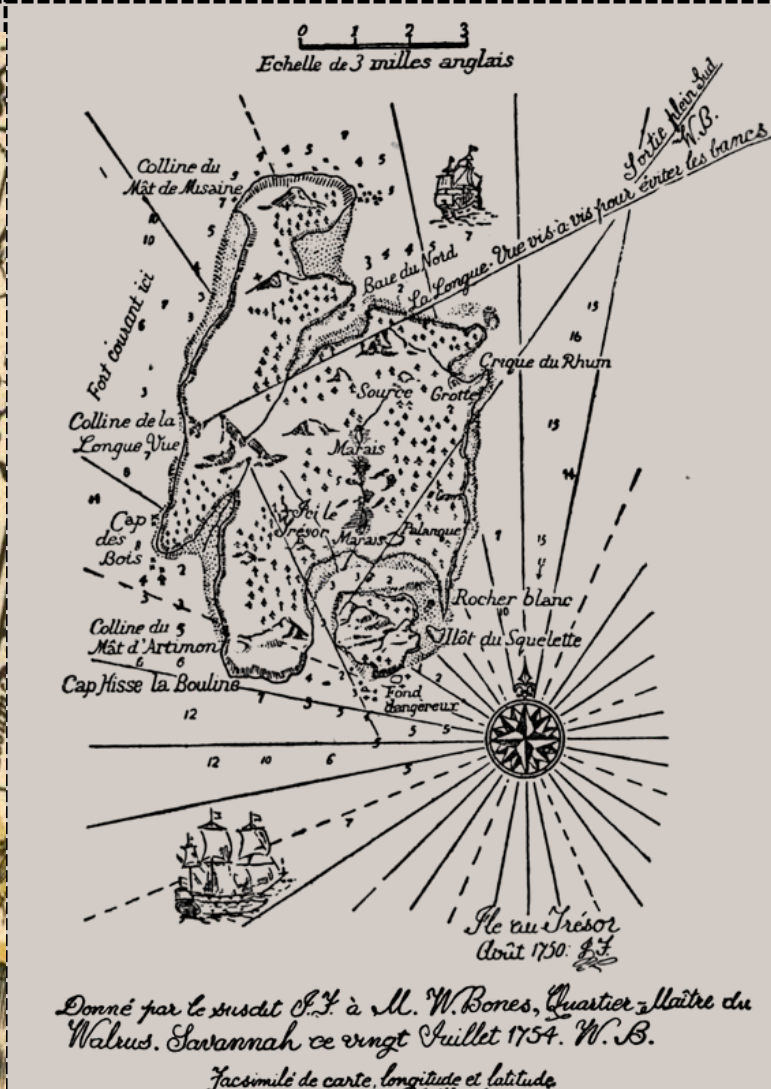 0 1 2 3
Echelle de 3 milles anglais
Sortie plein Sud
W.B.
La Longue-Vue vis à vis pour éviter les bancs
Colline du
Mât de Misaine
Baie du Nord
Fort courant ici
Crique du Rhum
Source
Grotte
Colline de la
Longue Vue
Marais
Cap
des
Bois
Ici le
Trésor
Marais
Palanque
Rocher blanc
Colline du
Mât d'Artimon
Ilôt du Squelette
Cap Hisse la Bouline
Fond
dangereux
Île au Trésor
Août 1750. J.F.
Donné par le susdit J.F. à M. W. Bones, Quartier-Maître du
Walrus. Savannah ce vingt Juillet 1754. W. B.
Facsimilé de carte, longitude et latitude